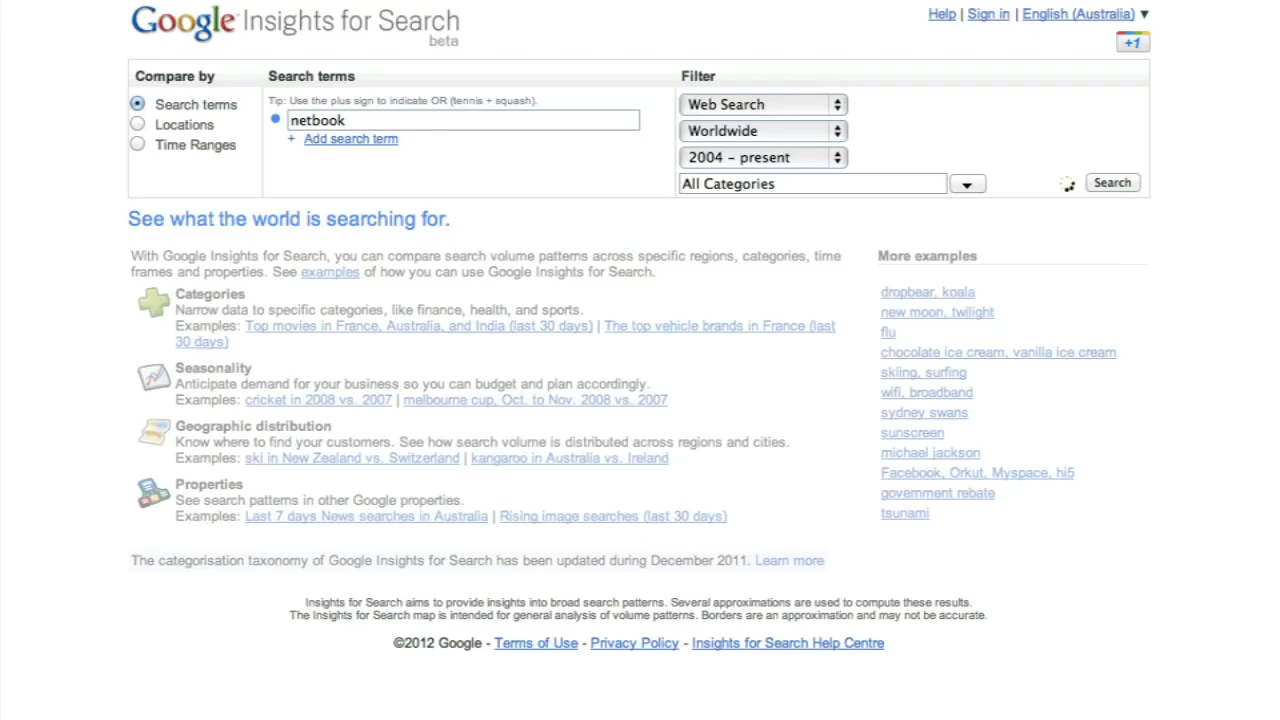 Google Insights for Search
beta
Help | Sign in | English (Australia) ▼
+1
Compare by
Search terms
Locations
Time Ranges
Search terms
Tip: Use the plus sign to indicate OR (tennis + squash).
netbook
+ Add search term
Filter
Web Search
Worldwide
2004 - present
All Categories
Search
See what the world is searching for.
With Google Insights for Search, you can compare search volume patterns across specific regions, categories, time
frames and properties. See examples of how you can use Google Insights for Search.
Categories
Narrow data to specific categories, like finance, health, and sports.
Examples: Top movies in France, Australia, and India (last 30 days) | The top vehicle brands in France (last
30 days)
Seasonality
Anticipate demand for your business so you can budget and plan accordingly.
Examples: cricket in 2008 vs. 2007 | melbourne cup, Oct. to Nov. 2008 vs. 2007
Geographic distribution
Know where to find your customers. See how search volume is distributed across regions and cities.
Examples: ski in New Zealand vs. Switzerland | kangaroo in Australia vs. Ireland
Properties
See search patterns in other Google properties.
Examples: Last 7 days News searches in Australia | Rising image searches (last 30 days)
More examples
dropbear, koala
new moon, twilight
flu
chocolate ice cream, vanilla ice cream
skiing, surfing
wifi, broadband
sydney swans
sunscreen
michael jackson
Facebook, Orkut, Myspace, hi5
government rebate
tsunami
The categorisation taxonomy of Google Insights for Search has been updated during December 2011. Learn more
Insights for Search aims to provide insights into broad search patterns. Several approximations are used to compute these results.
The Insights for Search map is intended for general analysis of volume patterns. Borders are an approximation and may not be accurate.
©2012 Google - Terms of Use - Privacy Policy - Insights for Search Help Centre